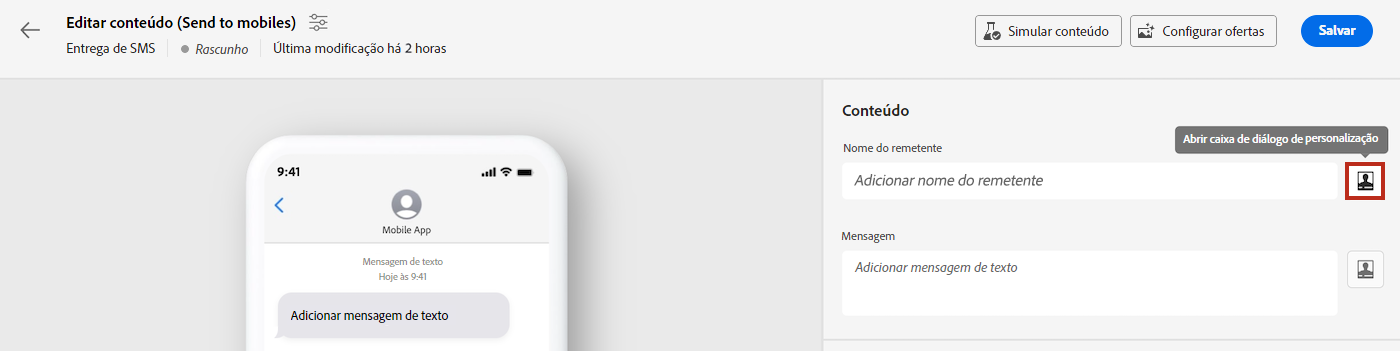 Editar conteúdo (Send to mobiles)
Entrega de SMS
Rascunho
Última modificação há 2 horas
Simular conteúdo
Configurar ofertas
Salvar
9:41
Mobile App
Mensagem de texto
Hoje às 9:41
Adicionar mensagem de texto
Conteúdo
Abrir caixa de diálogo de personalização
Nome do remetente
Adicionar nome do remetente
Mensagem
Adicionar mensagem de texto